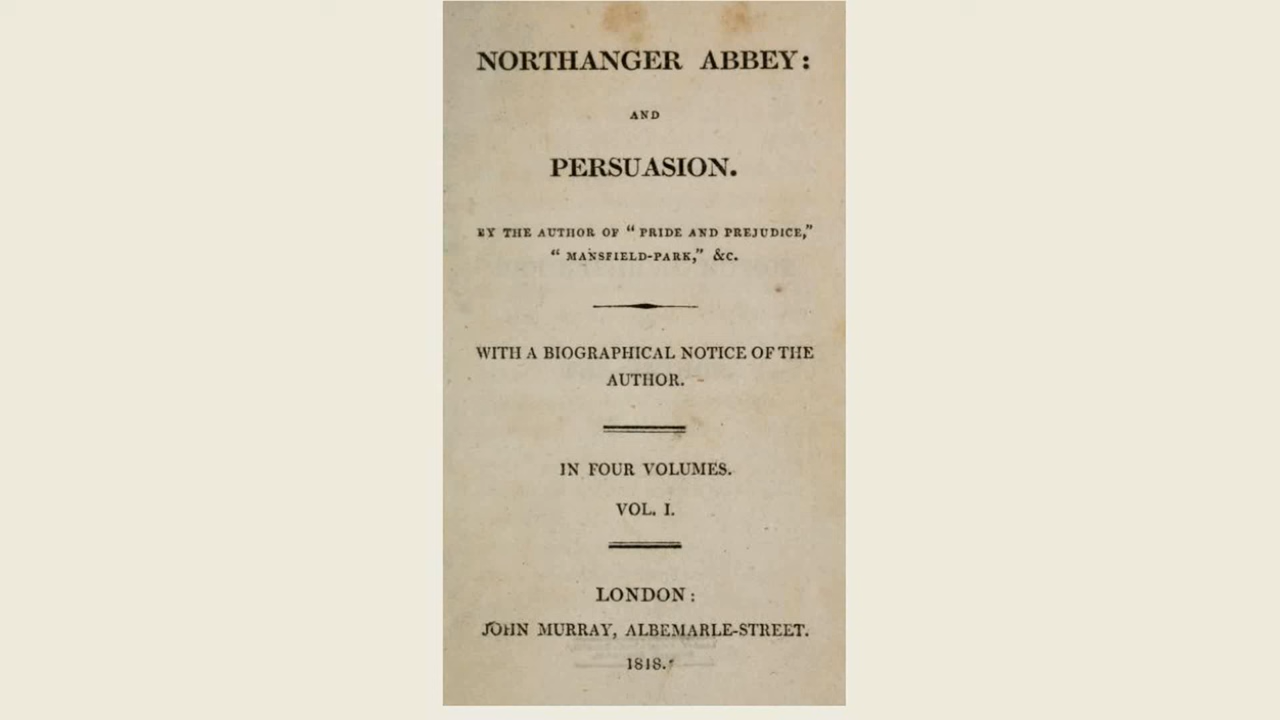 NORTHANGER ABBEY:
AND
PERSUASION.
BY THE AUTHOR OF “ PRIDE AND PREJUDICE,”
“ MANSFIELD-PARK,” &C.
WITH A BIOGRAPHICAL NOTICE OF THE
AUTHOR.
IN FOUR VOLUMES.
VOL. I.
LONDON:
JOHN MURRAY, ALBEMARLE-STREET.
1818.